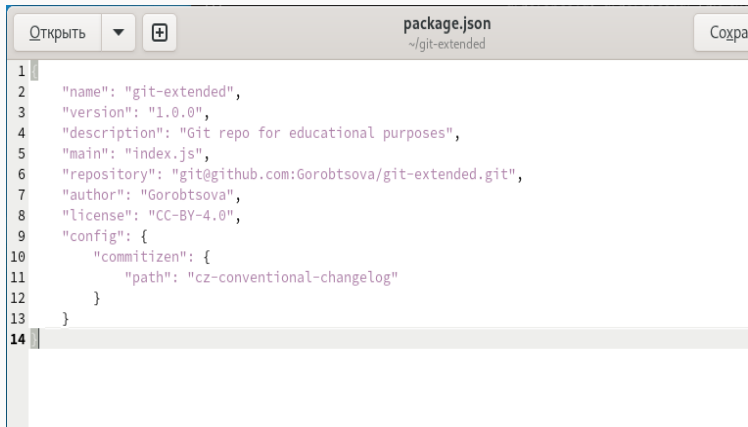 Открыть
package.json
~/git-extended
Сохра
1 {
2     "name": "git-extended",
3     "version": "1.0.0",
4     "description": "Git repo for educational purposes",
5     "main": "index.js",
6     "repository": "git@github.com:Gorobtsova/git-extended.git",
7     "author": "Gorobtsova",
8     "license": "CC-BY-4.0",
9     "config": {
10         "commitizen": {
11             "path": "cz-conventional-changelog"
12         }
13     }
14 }